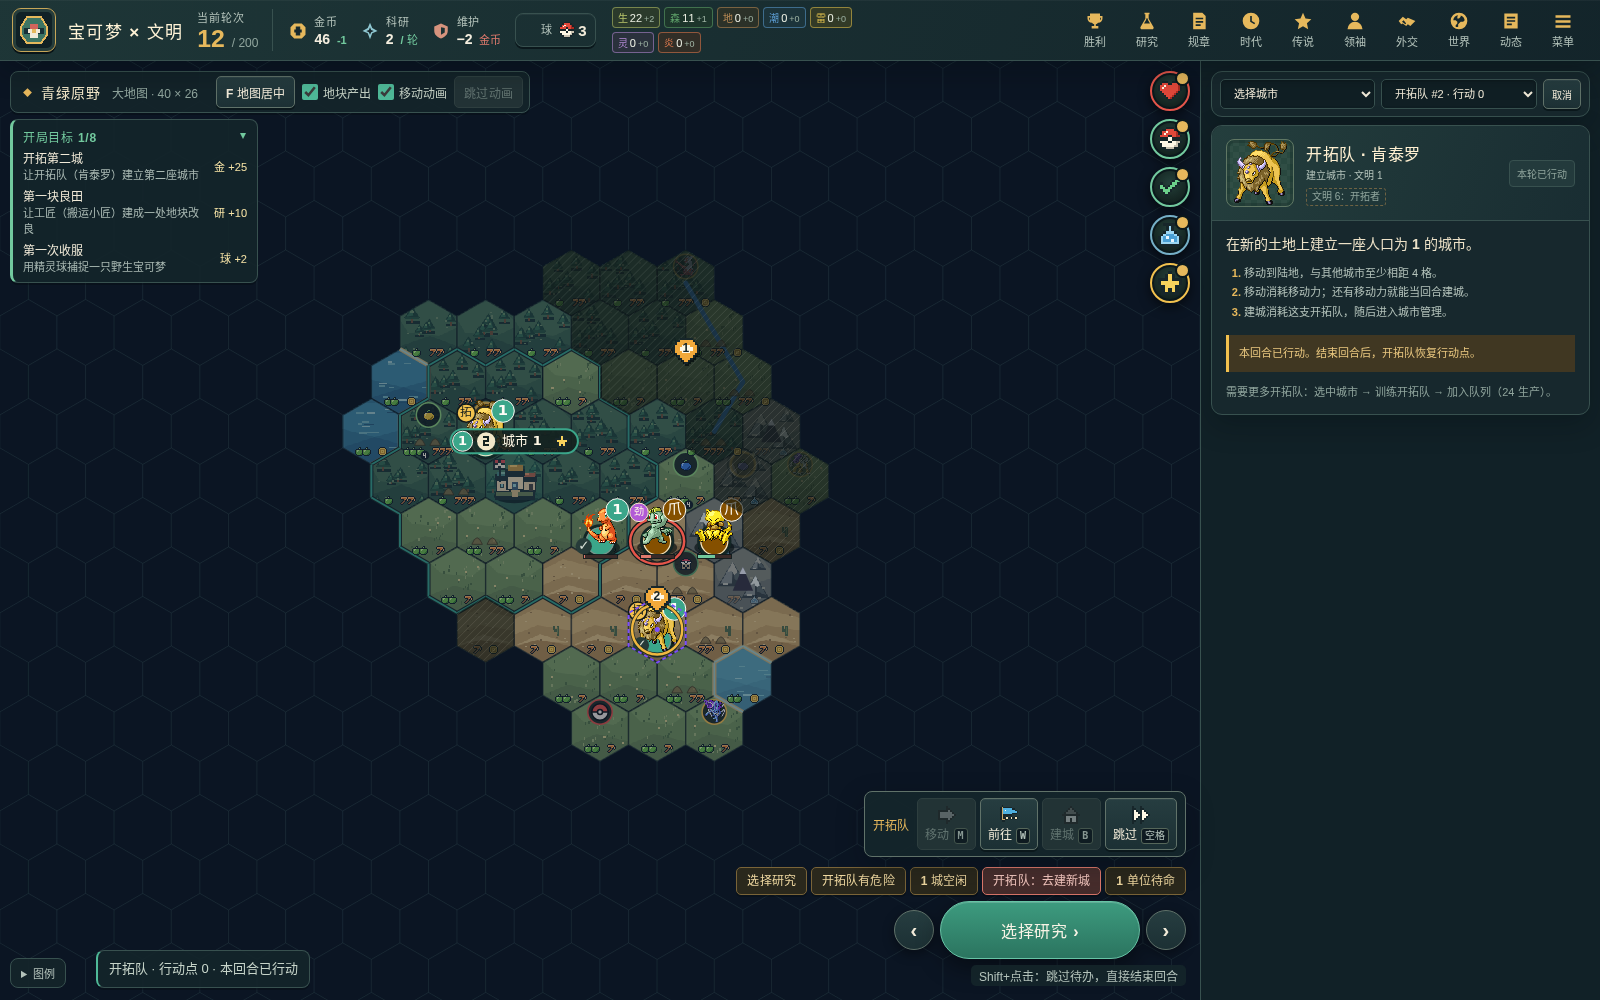 宝可梦 × 文明
当前轮次
12 / 200
金币
46 -1
科研
2 / 轮
维护
−2 金币
球 3
生 22 +2
森 11 +1
地 0 +0
潮 0 +0
雷 0 +0
灵 0 +0
炎 0 +0
胜利
研究
规章
时代
传说
领袖
外交
世界
动态
菜单
青绿原野
大地图 · 40 × 26
F 地图居中
地块产出
移动动画
跳过动画
开局目标 1/8
开拓第二城
让开拓队（肯泰罗）建立第二座城市
金 +25
第一块良田
让工匠（搬运小匠）建成一处地块改良
研 +10
第一次收服
用精灵球捕捉一只野生宝可梦
球 +2
1
拓
1
1
2
城市 1
1
劲
爪
爪
2
选择城市
开拓队 #2 · 行动 0
取消
开拓队 · 肯泰罗
建立城市 · 文明 1
文明 6：开拓者
本轮已行动
在新的土地上建立一座人口为 1 的城市。
1. 移动到陆地，与其他城市至少相距 4 格。
2. 移动消耗移动力；还有移动力就能当回合建城。
3. 建城消耗这支开拓队，随后进入城市管理。
本回合已行动。结束回合后，开拓队恢复行动点。
需要更多开拓队：选中城市 → 训练开拓队 → 加入队列（24 生产）。
开拓队
移动 M
前往 W
建城 B
跳过 空格
选择研究
开拓队有危险
1 城空闲
开拓队：去建新城
1 单位待命
‹
选择研究 ›
›
Shift+点击：跳过待办，直接结束回合
图例
开拓队 · 行动点 0 · 本回合已行动